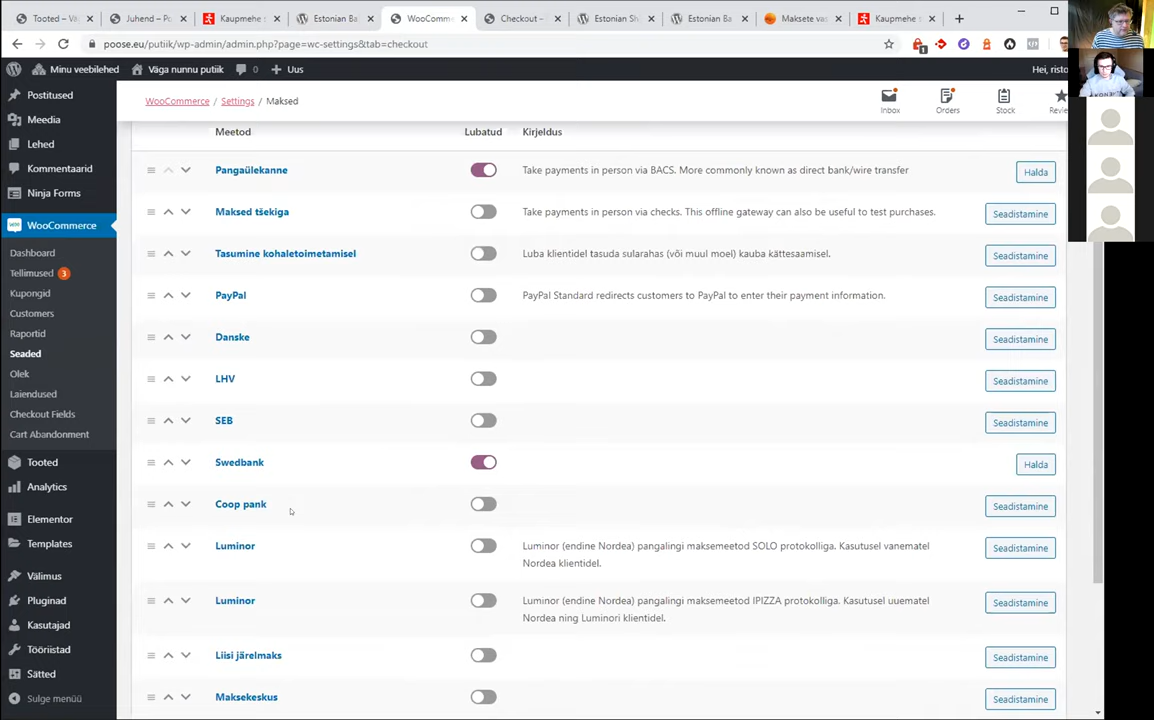 Tooted – Vä
Juhend – Po
Kaupmehe s
Estonian Ba
WooComme
Checkout –
Estonian Sh
Estonian Ba
Maksete va
Kaupmehe s
poose.eu/putiik/wp-admin/admin.php?page=wc-settings&tab=checkout
Minu veebilehed
Väga nunnu putiik
0
Uus
Hei, risto
Postitused
Meedia
Lehed
Kommentaarid
Ninja Forms
WooCommerce
Dashboard
Tellimused 3
Kupongid
Customers
Raportid
Seaded
Olek
Laiendused
Checkout Fields
Cart Abandonment
Tooted
Analytics
Elementor
Templates
Välimus
Pluginad
Kasutajad
Tööriistad
Sätted
Sulge menüü
WooCommerce / Settings / Maksed
Inbox
Orders
Stock
Revie
Meetod
Lubatud
Kirjeldus
Pangaülekanne
Take payments in person via BACS. More commonly known as direct bank/wire transfer
Halda
Maksed tšekiga
Take payments in person via checks. This offline gateway can also be useful to test purchases.
Seadistamine
Tasumine kohaletoimetamisel
Luba klientidel tasuda sularahas (või muul moel) kauba kättesaamisel.
Seadistamine
PayPal
PayPal Standard redirects customers to PayPal to enter their payment information.
Seadistamine
Danske
Seadistamine
LHV
Seadistamine
SEB
Seadistamine
Swedbank
Halda
Coop pank
Seadistamine
Luminor
Luminor (endine Nordea) pangalingi maksemeetod SOLO protokolliga. Kasutusel vanematel
Nordea klientidel.
Seadistamine
Luminor
Luminor (endine Nordea) pangalingi maksemeetod IPIZZA protokolliga. Kasutusel uuematel
Nordea ning Luminori klientidel.
Seadistamine
Liisi järelmaks
Seadistamine
Maksekeskus
Seadistamine